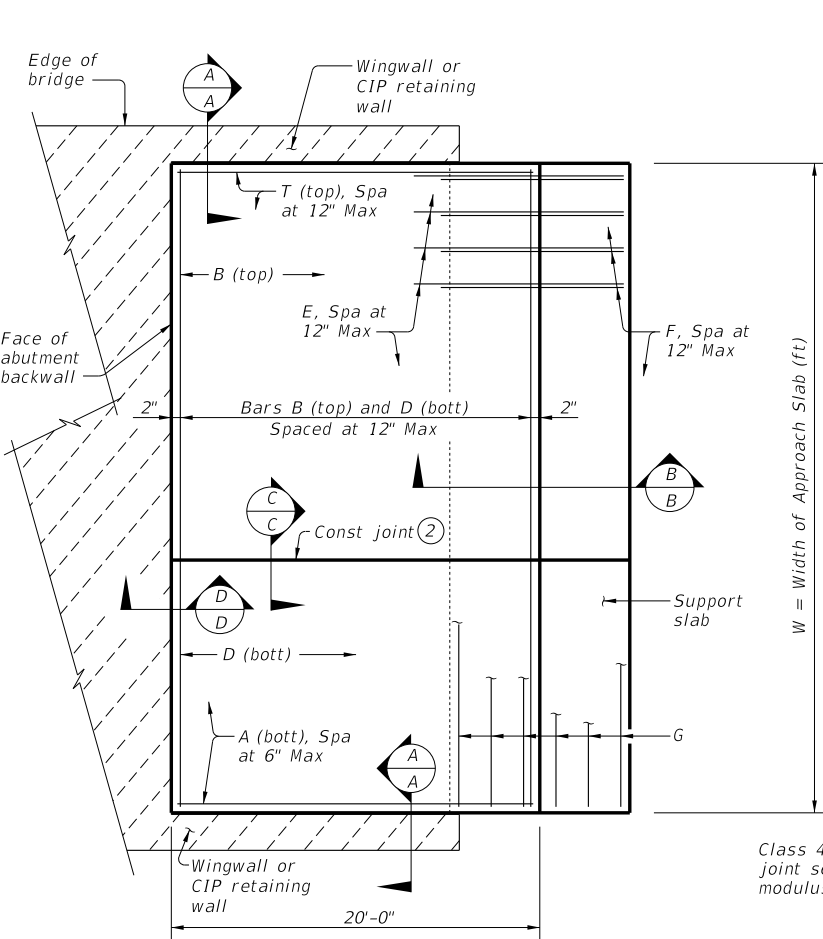 Edge of
bridge
A
A
Wingwall or
CIP retaining
wall
T (top), Spa
at 12" Max
B (top)
E, Spa at
12" Max
F, Spa at
12" Max
Face of
abutment
backwall
2"
Bars B (top) and D (bott)
Spaced at 12" Max
2"
W = Width of Approach Slab (ft)
B
B
C
C
Const joint 2
D
D
Support
slab
D (bott)
A (bott), Spa
at 6" Max
G
A
A
Class 4
joint se
modulus
Wingwall or
CIP retaining
wall
20'-0"